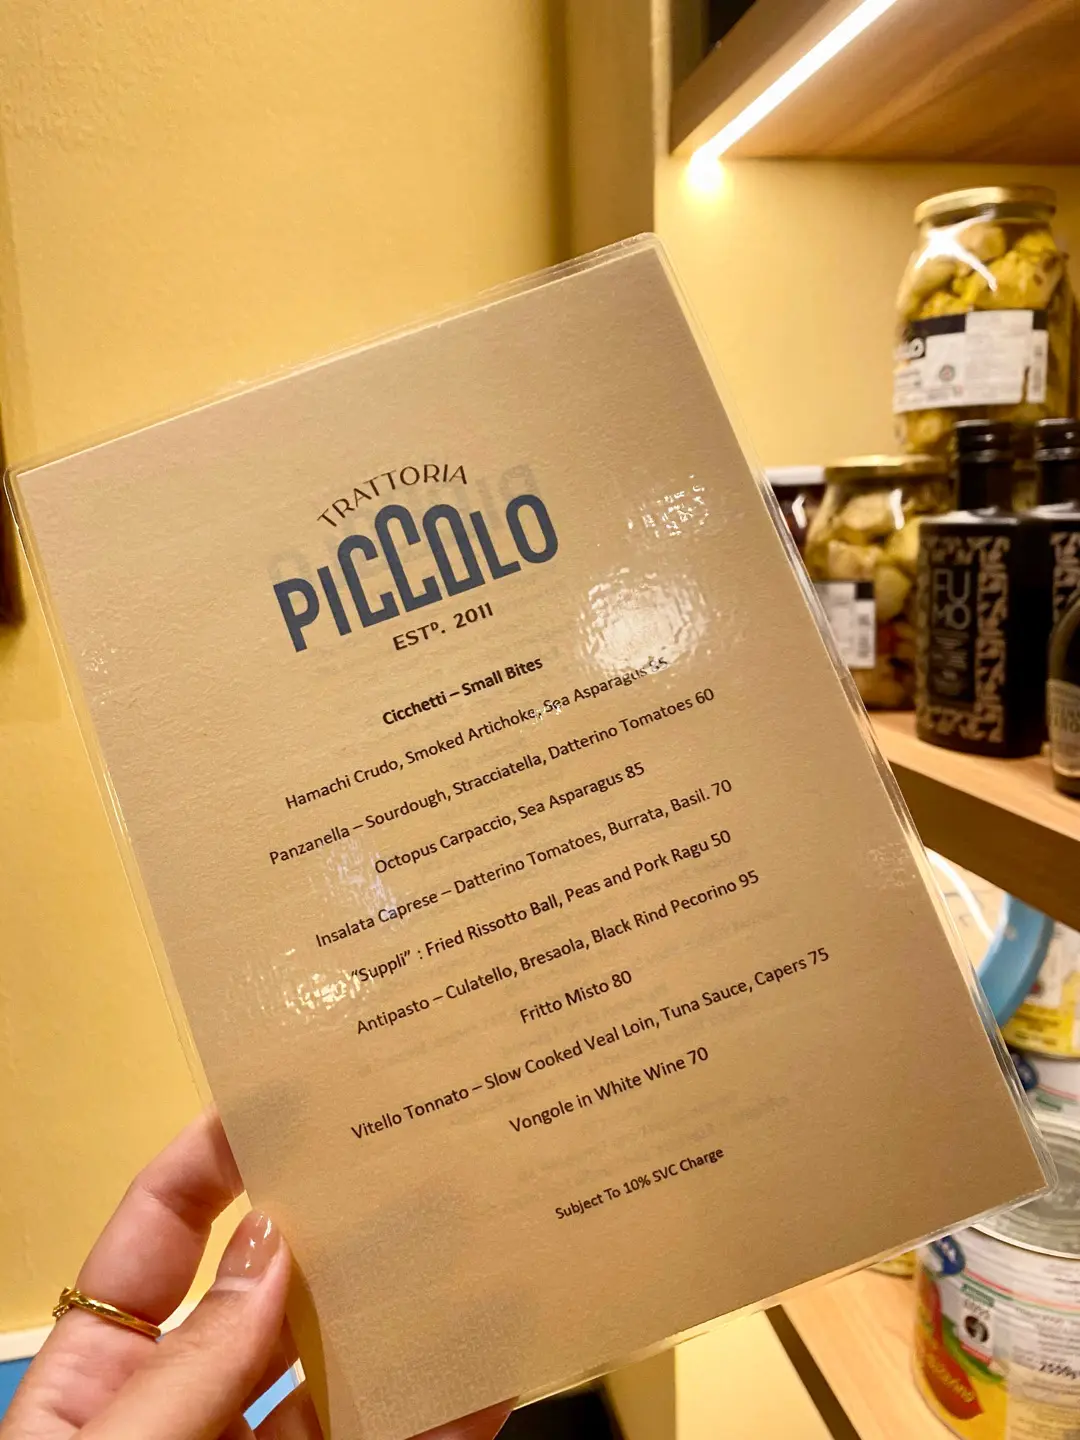 TRATTORIA
PICCOLO
ESTD. 2011
Cicchetti – Small Bites
Hamachi Crudo, Smoked Artichoke, Sea Asparagus
Panzanella – Sourdough, Stracciatella, Datterino Tomatoes 60
Octopus Carpaccio, Sea Asparagus 85
Insalata Caprese – Datterino Tomatoes, Burrata, Basil. 70
“Suppli” : Fried Rissotto Ball, Peas and Pork Ragu 50
Antipasto – Culatello, Bresaola, Black Rind Pecorino 95
Fritto Misto 80
Vitello Tonnato – Slow Cooked Veal Loin, Tuna Sauce, Capers 75
Vongole in White Wine 70
Subject To 10% SVC Charge
FU
MO
2550g